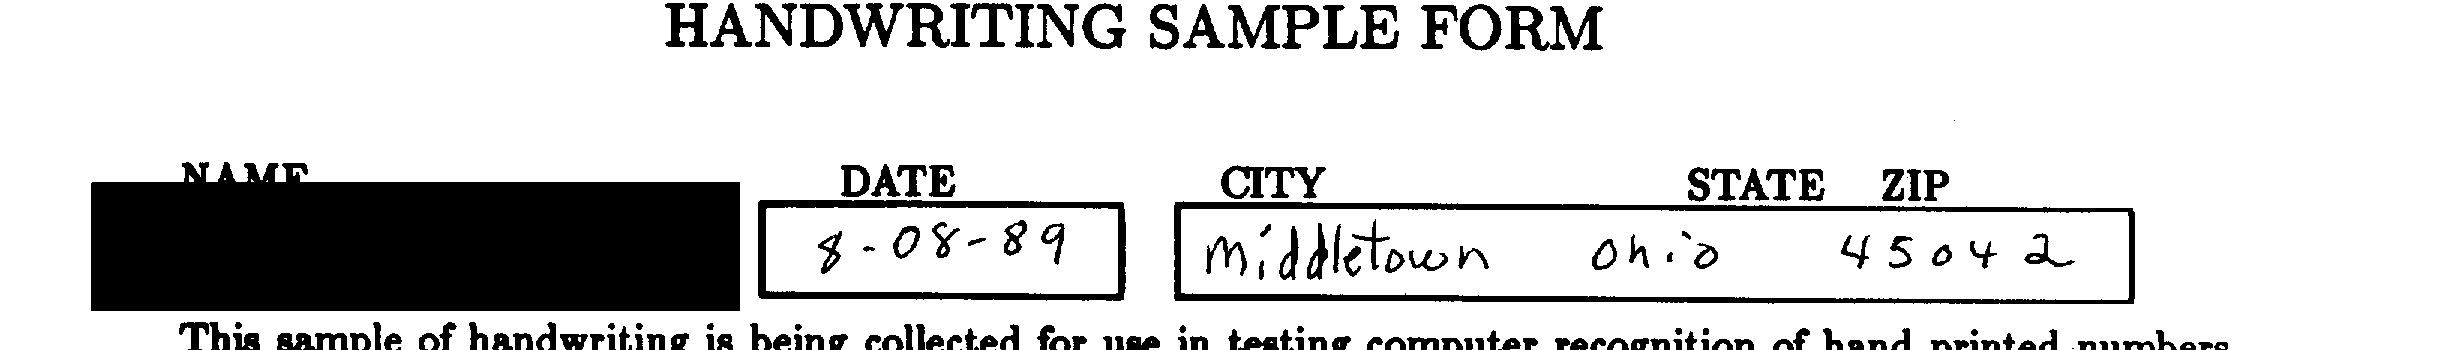 HANDWRITING SAMPLE FORM
NAME DATE CITY STATE ZIP
8-08-89 Middletown Ohio 45042
This sample of handwriting is being collected for use in testing computer recognition of hand printed numbers